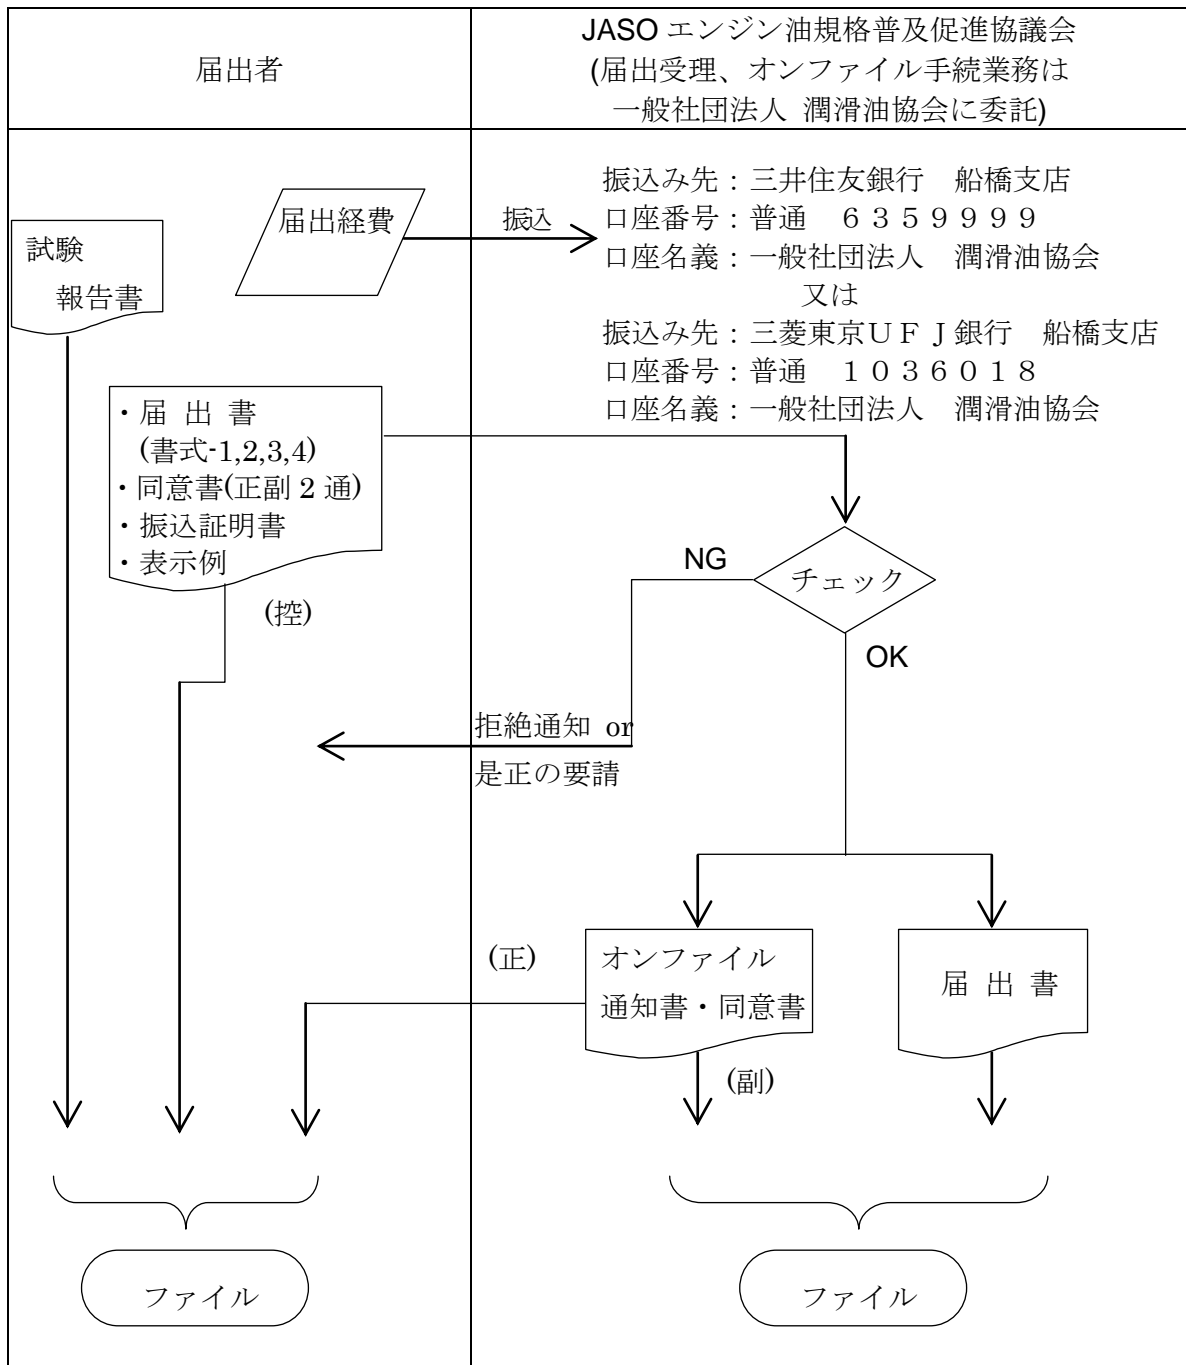 届出者
JASO エンジン油規格普及促進協議会
(届出受理、オンファイル手続業務は
一般社団法人 潤滑油協会に委託)
届出経費
振込
振込み先：三井住友銀行　船橋支店
口座番号：普通　６３５９９９９
口座名義：一般社団法人　潤滑油協会
又は
振込み先：三菱東京ＵＦＪ銀行　船橋支店
口座番号：普通　１０３６０１８
口座名義：一般社団法人　潤滑油協会
試験
報告書
・届 出 書
(書式-1,2,3,4)
・同意書(正副 2 通)
・振込証明書
・表示例
(控)
NG
チェック
OK
拒絶通知 or
是正の要請
(正)
オンファイル
通知書・同意書
届 出 書
(副)
ファイル
ファイル